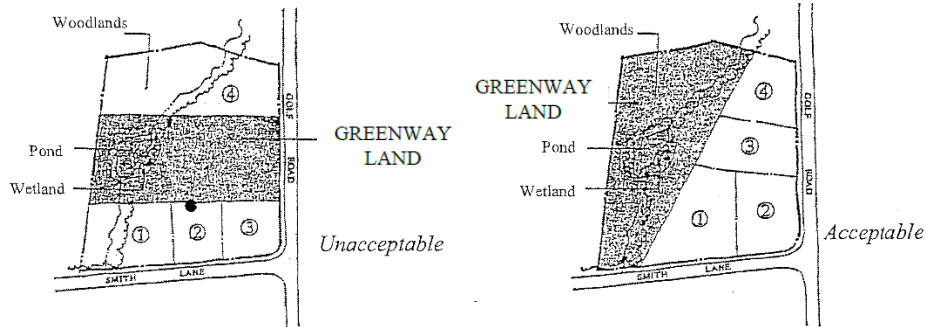 Woodlands
④
GOLF
ROAD
GREENWAY
LAND
Pond
Wetland
①
②
③
SMITH LANE
Unacceptable
Woodlands
④
GOLF
ROAD
GREENWAY
LAND
③
Pond
Wetland
①
②
SMITH LANE
Acceptable